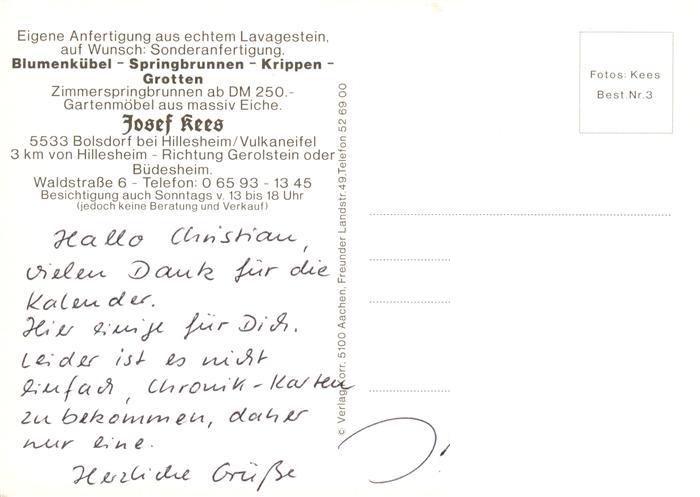 Eigene Anfertigung aus echtem Lavagestein,
auf Wunsch: Sonderanfertigung.
Blumenkübel - Springbrunnen - Krippen -
Grotten
Zimmerspringbrunnen ab DM 250.-
Gartenmöbel aus massiv Eiche.
Josef Kees
5533 Bolsdorf bei Hillesheim/Vulkaneifel
3 km von Hillesheim - Richtung Gerolstein oder
Büdesheim.
Waldstraße 6 - Telefon: 0 65 93 - 13 45
Besichtigung auch Sonntags v. 13 bis 18 Uhr
(jedoch keine Beratung und Verkauf)
Hallo Christian,
vielen Dank für die
Kalender.
Hier einige für Dich.
Leider ist es nicht
einfach, Chronik-Karten
zu bekommen, daher
nur eine.
Herzliche Grüße
© Verlag Korr, 5100 Aachen, Freunder Landstr. 49, Telefon 52 69 00
Fotos: Kees
Best.Nr.3